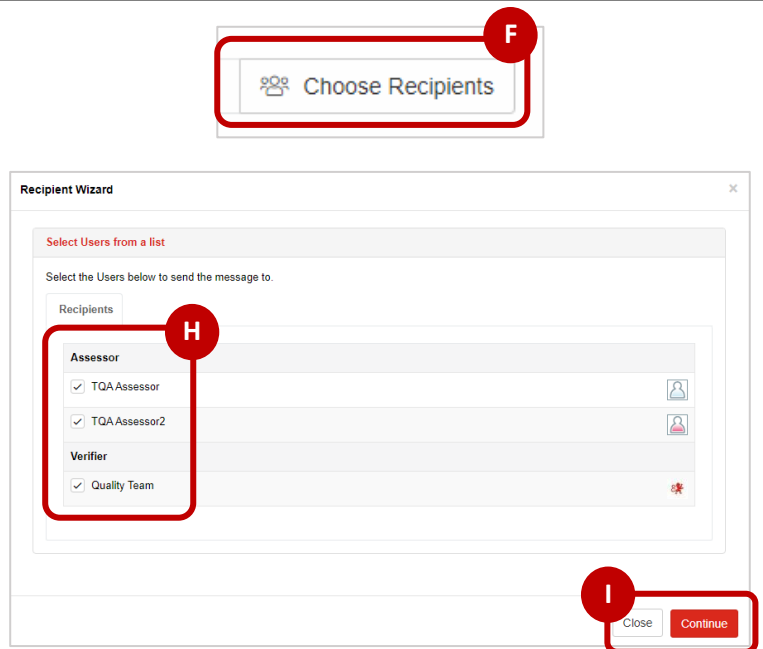 F
Choose Recipients
Recipient Wizard ×
Select Users from a list
Select the Users below to send the message to.
Recipients
H
Assessor
TQA Assessor
TQA Assessor2
Verifier
Quality Team
I
Close Continue